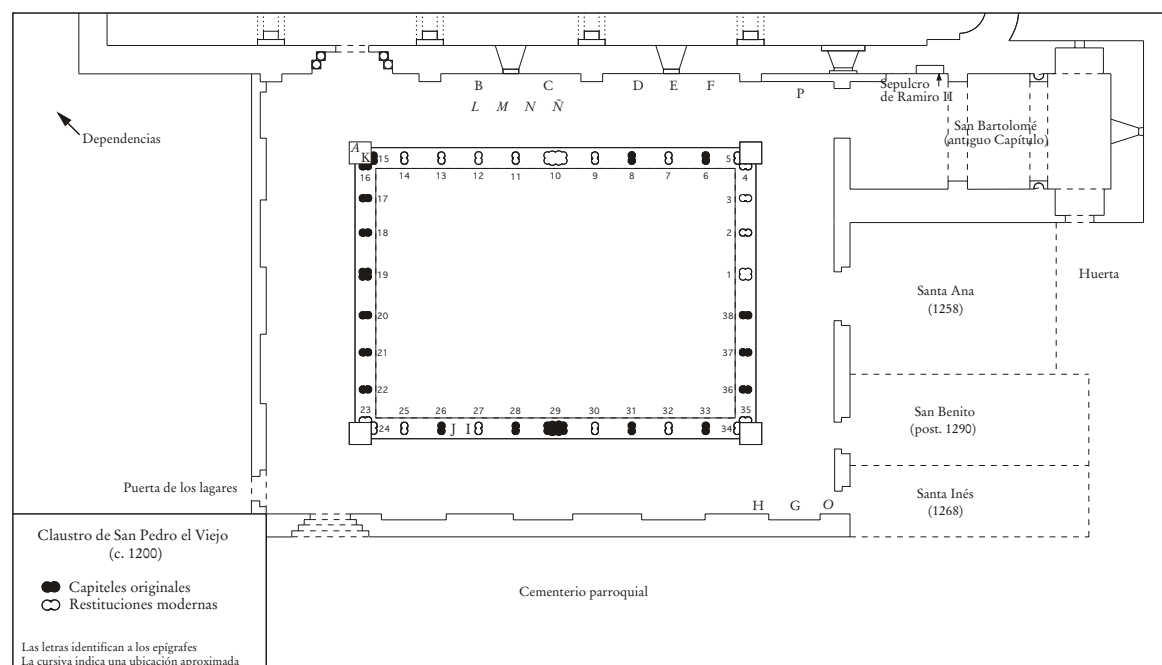 B C D E F
P
L M N Ñ
Sepulcro
de Ramiro II
Dependencias
San Bartolomé
(antiguo Capítulo)
A
K 15 14 13 12 11 10 9 8 7 6 5
16 4
17 3
18 2
19 1
20 38
21 37
22 36
23 25 26 27 28 29 30 31 32 33 35
24 J I 34
Huerta
Santa Ana
(1258)
San Benito
(post. 1290)
Santa Inés
(1268)
Puerta de los lagares
H G O
Claustro de San Pedro el Viejo
(c. 1200)
Capiteles originales
Restituciones modernas
Las letras identifican a los epígrafes
La cursiva indica una ubicación aproximada
Cementerio parroquial